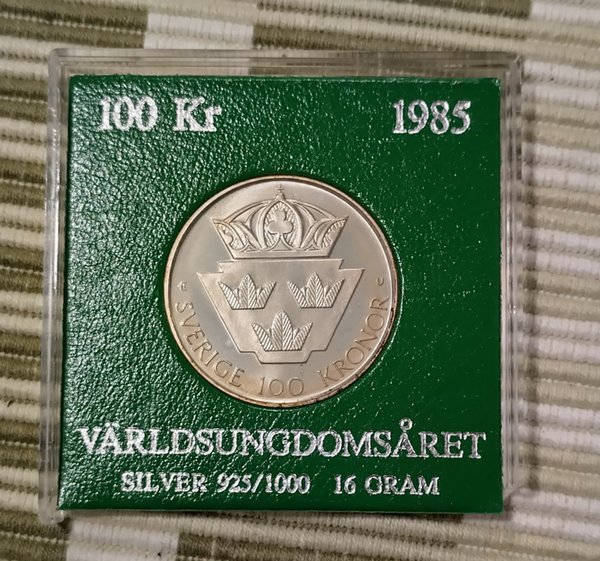 100 Kr 1985
E U
SVERIGE 100 KRONOR
VÄRLDSUNGDOMSÅRET
SILVER 925/1000 16 GRAM